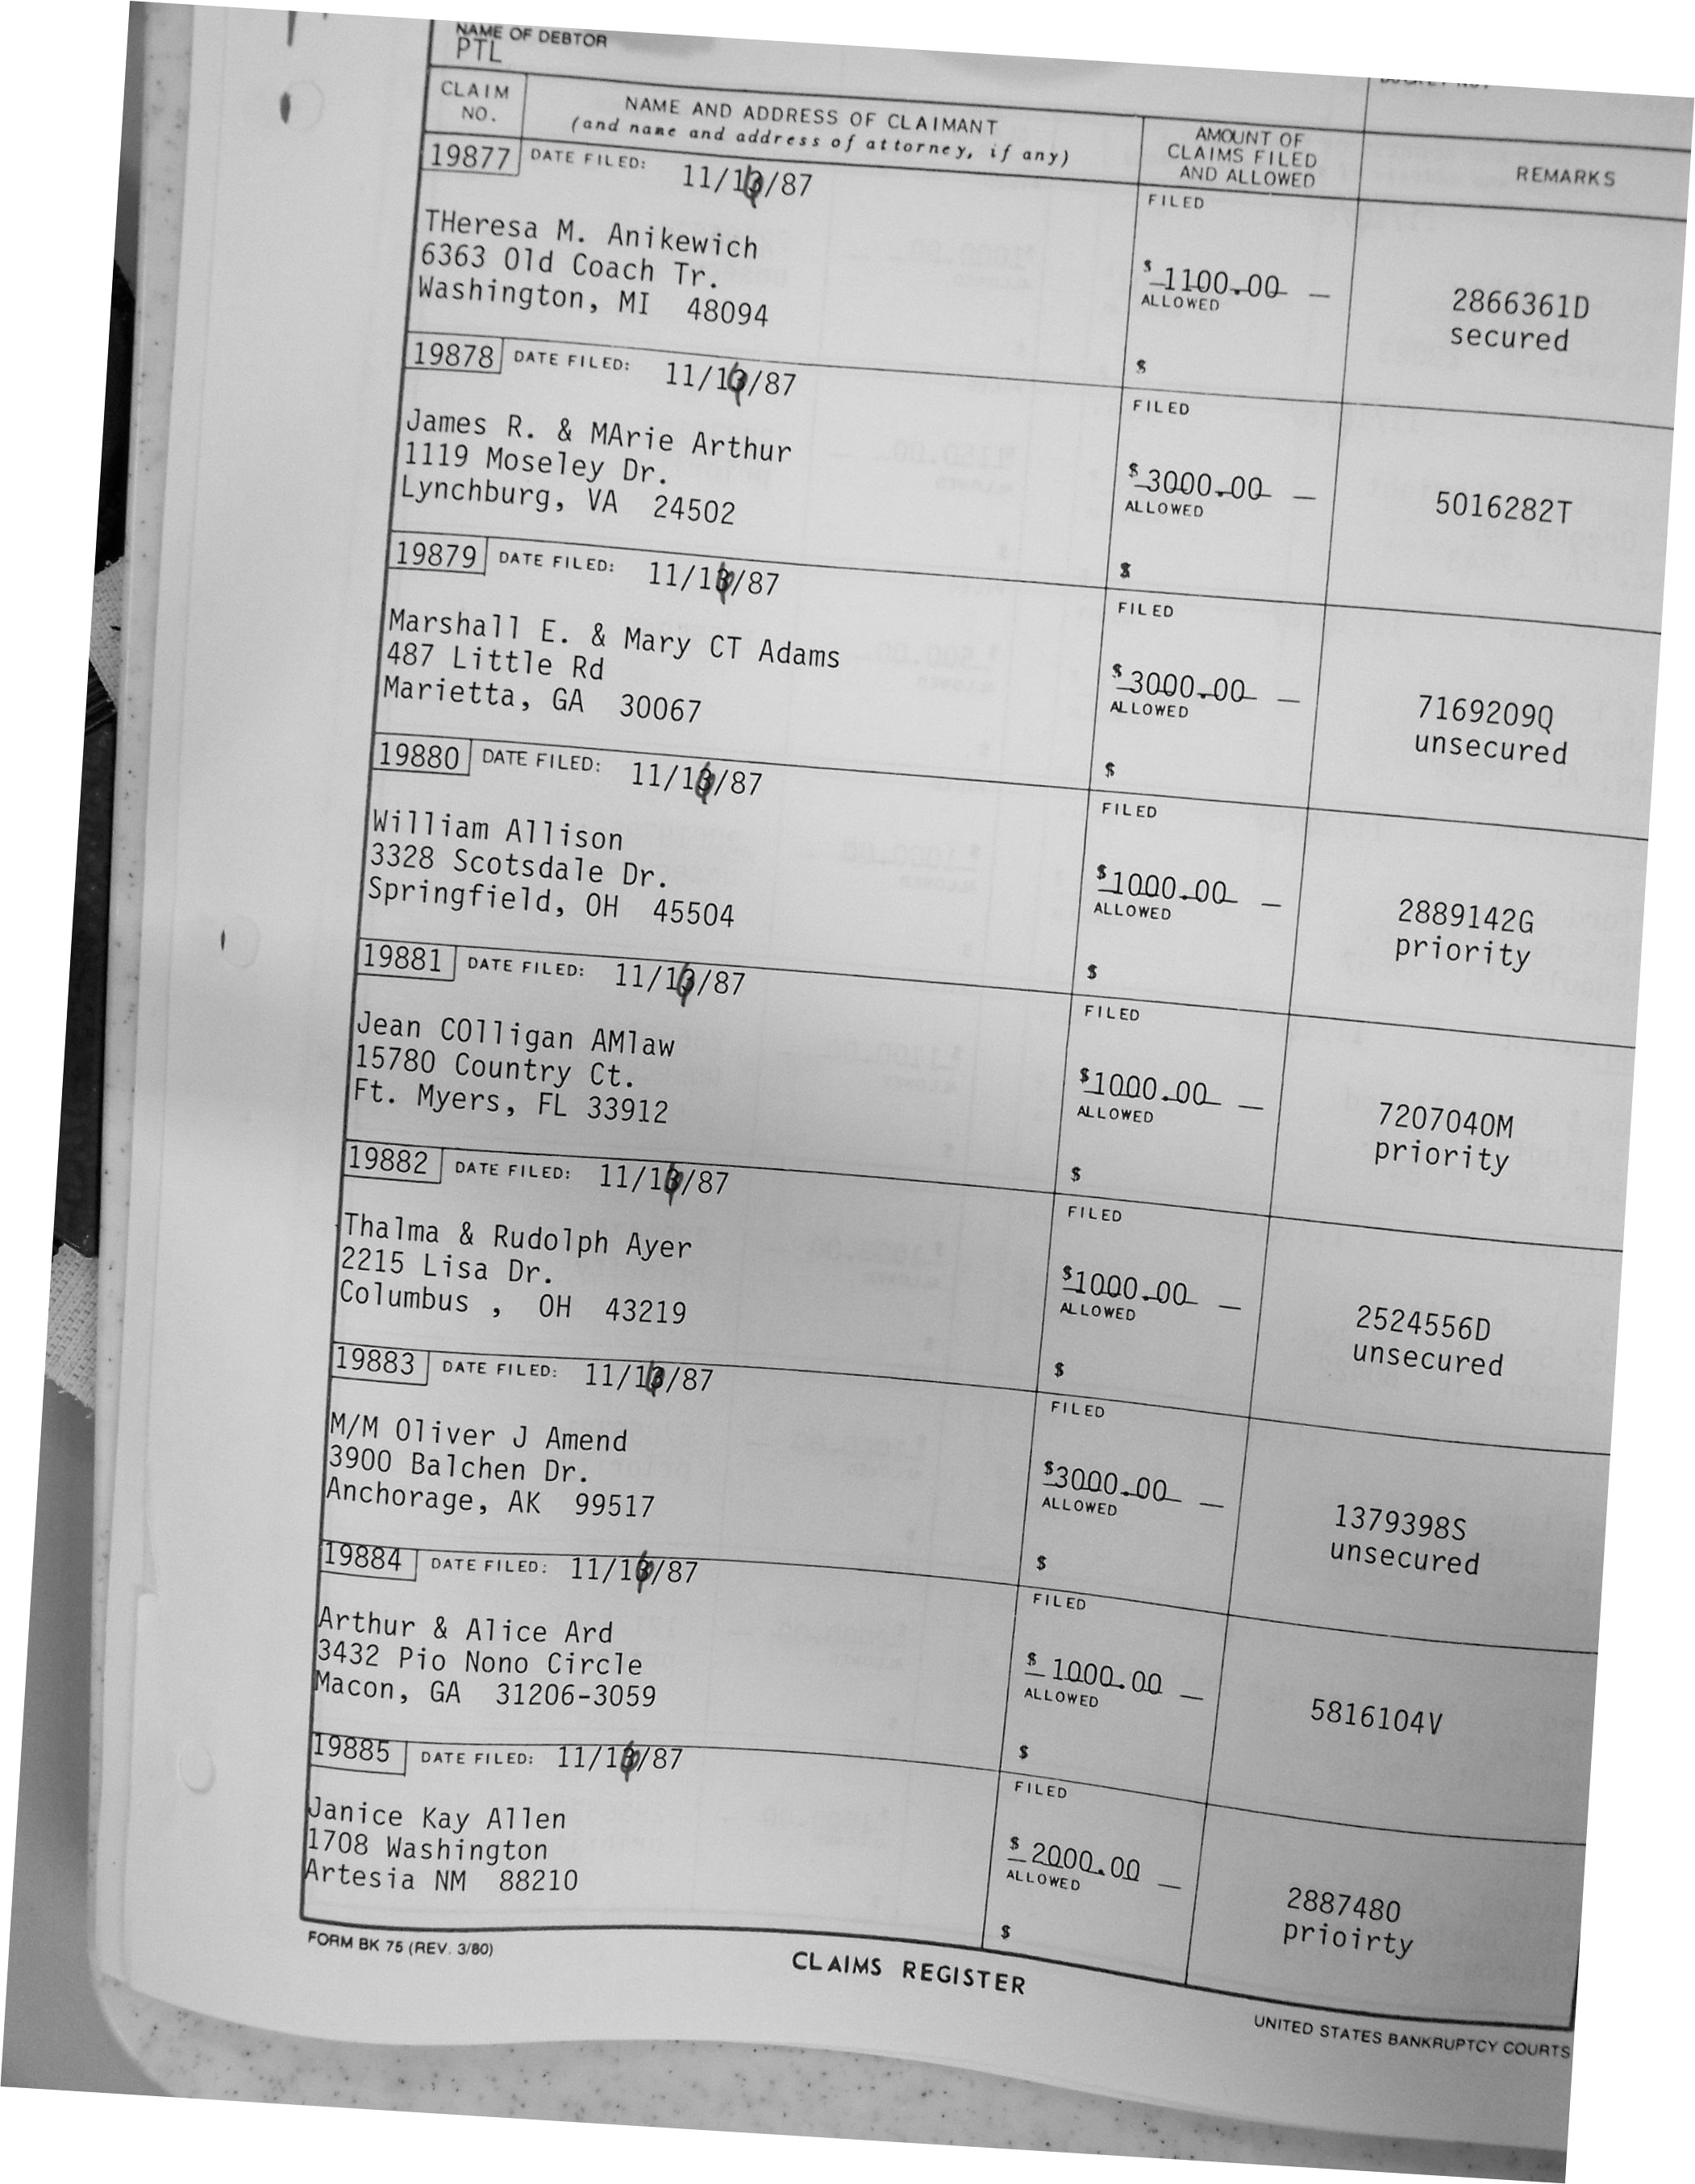 NAME OF DEBTOR
PTL
CLAIM NO.
NAME AND ADDRESS OF CLAIMANT
(and name and address of attorney, if any)
AMOUNT OF CLAIMS FILED AND ALLOWED
REMARKS
19877 DATE FILED: 11/13/87
THeresa M. Anikewich
6363 Old Coach Tr.
Washington, MI 48094
FILED
$ 1100.00
ALLOWED
$
2866361D
secured
19878 DATE FILED: 11/13/87
James R. & MArie Arthur
1119 Moseley Dr.
Lynchburg, VA 24502
FILED
$ 3000.00
ALLOWED
$
5016282T
19879 DATE FILED: 11/13/87
Marshall E. & Mary CT Adams
487 Little Rd
Marietta, GA 30067
FILED
$ 3000.00
ALLOWED
$
7169209Q
unsecured
19880 DATE FILED: 11/13/87
William Allison
3328 Scotsdale Dr.
Springfield, OH 45504
FILED
$1000.00
ALLOWED
$
2889142G
priority
19881 DATE FILED: 11/13/87
Jean COlligan AMlaw
15780 Country Ct.
Ft. Myers, FL 33912
FILED
$1000.00
ALLOWED
$
7207040M
priority
19882 DATE FILED: 11/13/87
Thalma & Rudolph Ayer
2215 Lisa Dr.
Columbus , OH 43219
FILED
$1000.00
ALLOWED
$
2524556D
unsecured
19883 DATE FILED: 11/13/87
M/M Oliver J Amend
3900 Balchen Dr.
Anchorage, AK 99517
FILED
$3000.00
ALLOWED
$
1379398S
unsecured
19884 DATE FILED: 11/13/87
Arthur & Alice Ard
3432 Pio Nono Circle
Macon, GA 31206-3059
FILED
$ 1000.00
ALLOWED
$
5816104V
19885 DATE FILED: 11/13/87
Janice Kay Allen
1708 Washington
Artesia NM 88210
FILED
$ 2000.00
ALLOWED
$
2887480
prioirty
FORM BK 75 (REV. 3/80)
CLAIMS REGISTER
UNITED STATES BANKRUPTCY COURTS